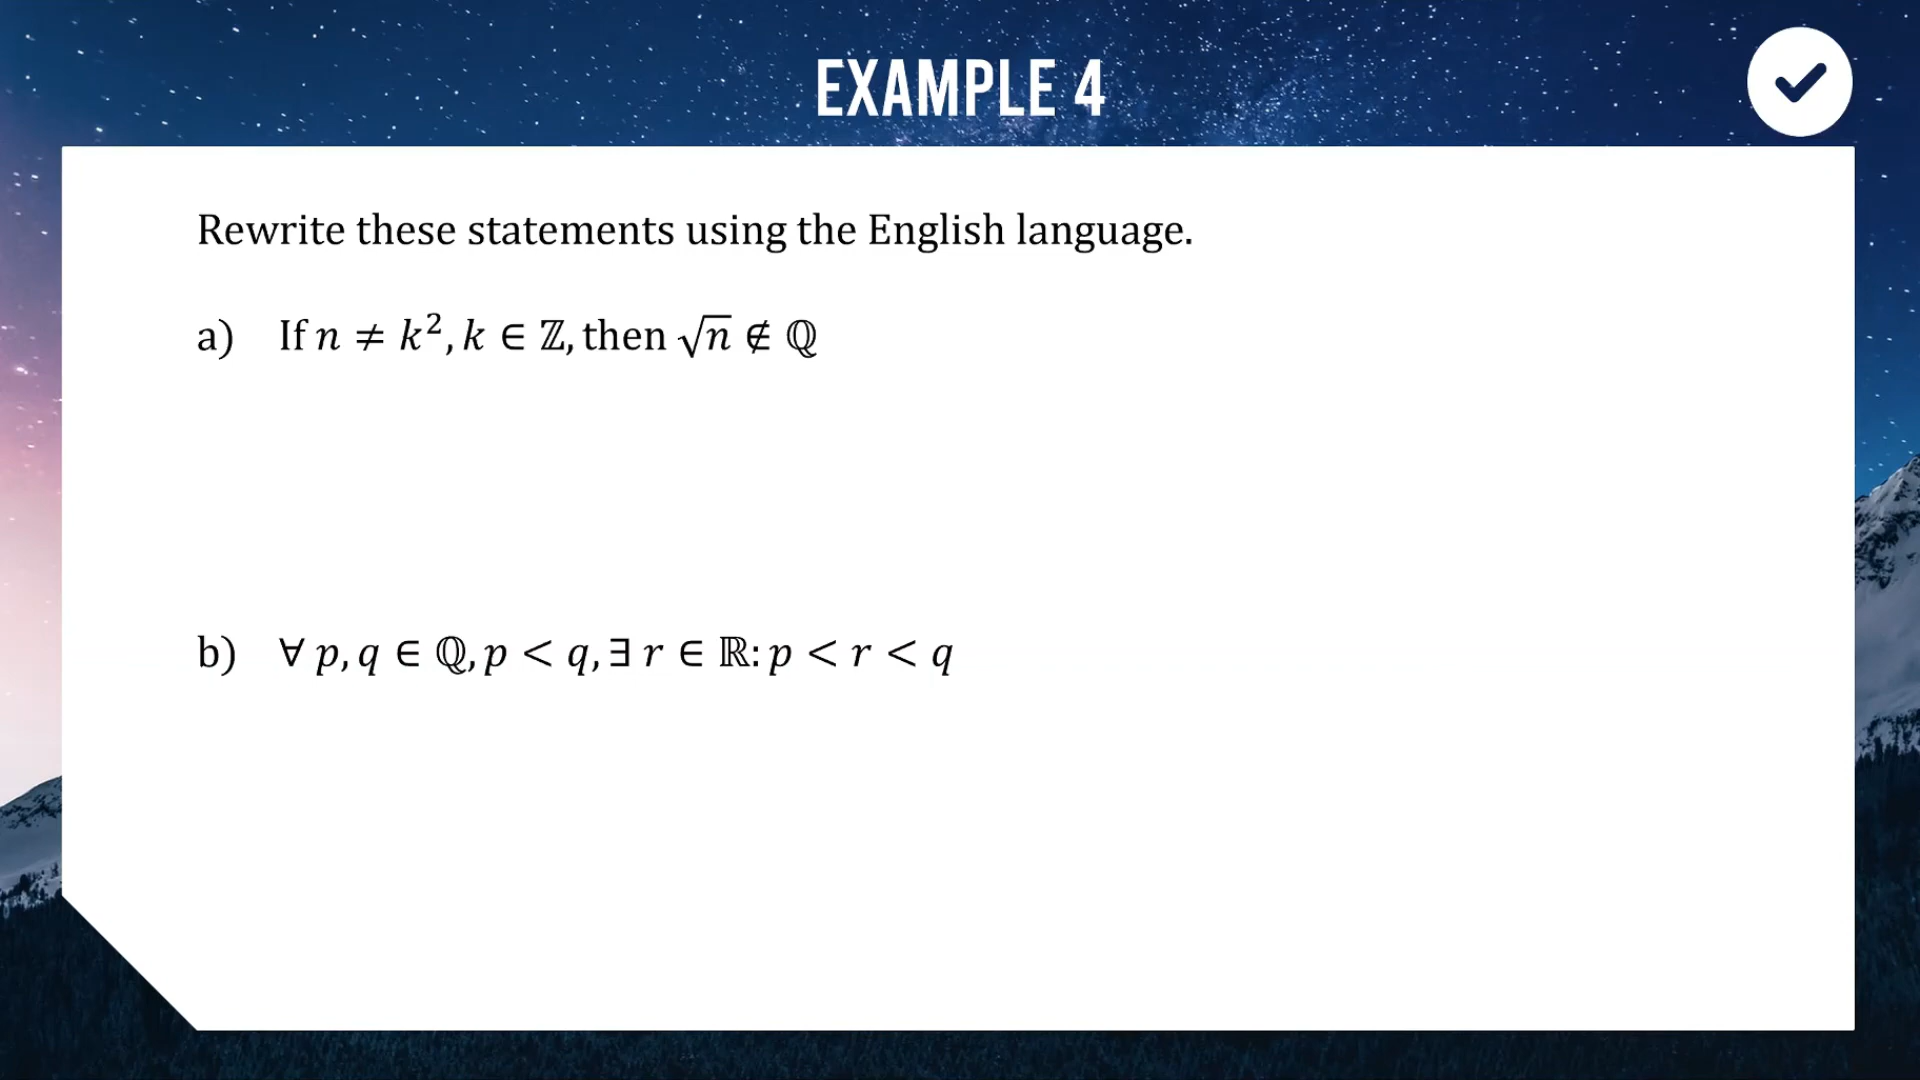 EXAMPLE 4
Rewrite these statements using the English language.
a) If n ≠ k², k ∈ ℤ, then √n ∉ ℚ
b) ∀ p, q ∈ ℚ, p < q, ∃ r ∈ ℝ: p < r < q